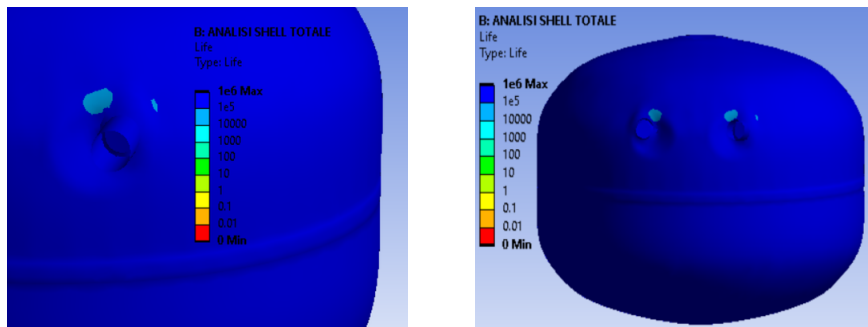 B: ANALISI SHELL TOTALE
Life
Type: Life
1e6 Max
1e5
10000
1000
100
10
1
0.1
0.01
0 Min
B: ANALISI SHELL TOTALE
Life
Type: Life
1e6 Max
1e5
10000
1000
100
10
1
0.1
0.01
0 Min